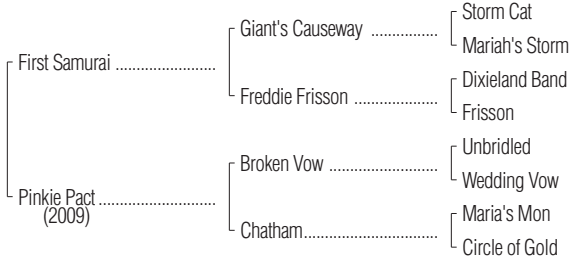 Storm Cat
Giant's Causeway ..................
Mariah's Storm
First Samurai .......................
Dixieland Band
Freddie Frisson ......................
Frisson
Unbridled
Broken Vow ............................
Wedding Vow
Pinkie Pact ...........................
(2009)
Maria's Mon
Chatham..................................
Circle of Gold